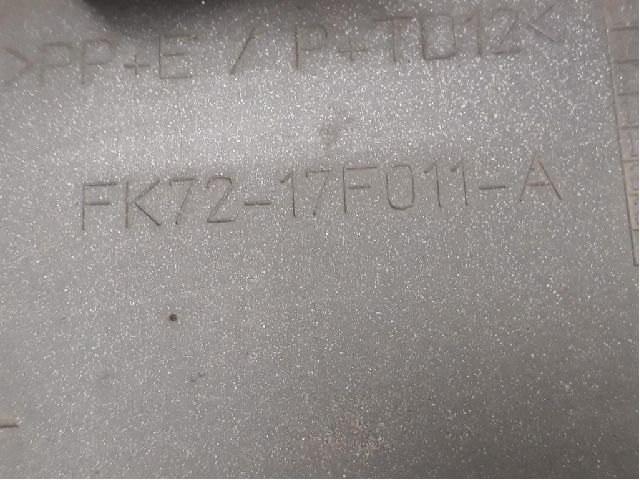 >PP+E / P+TD12<
FK72-17F011-A